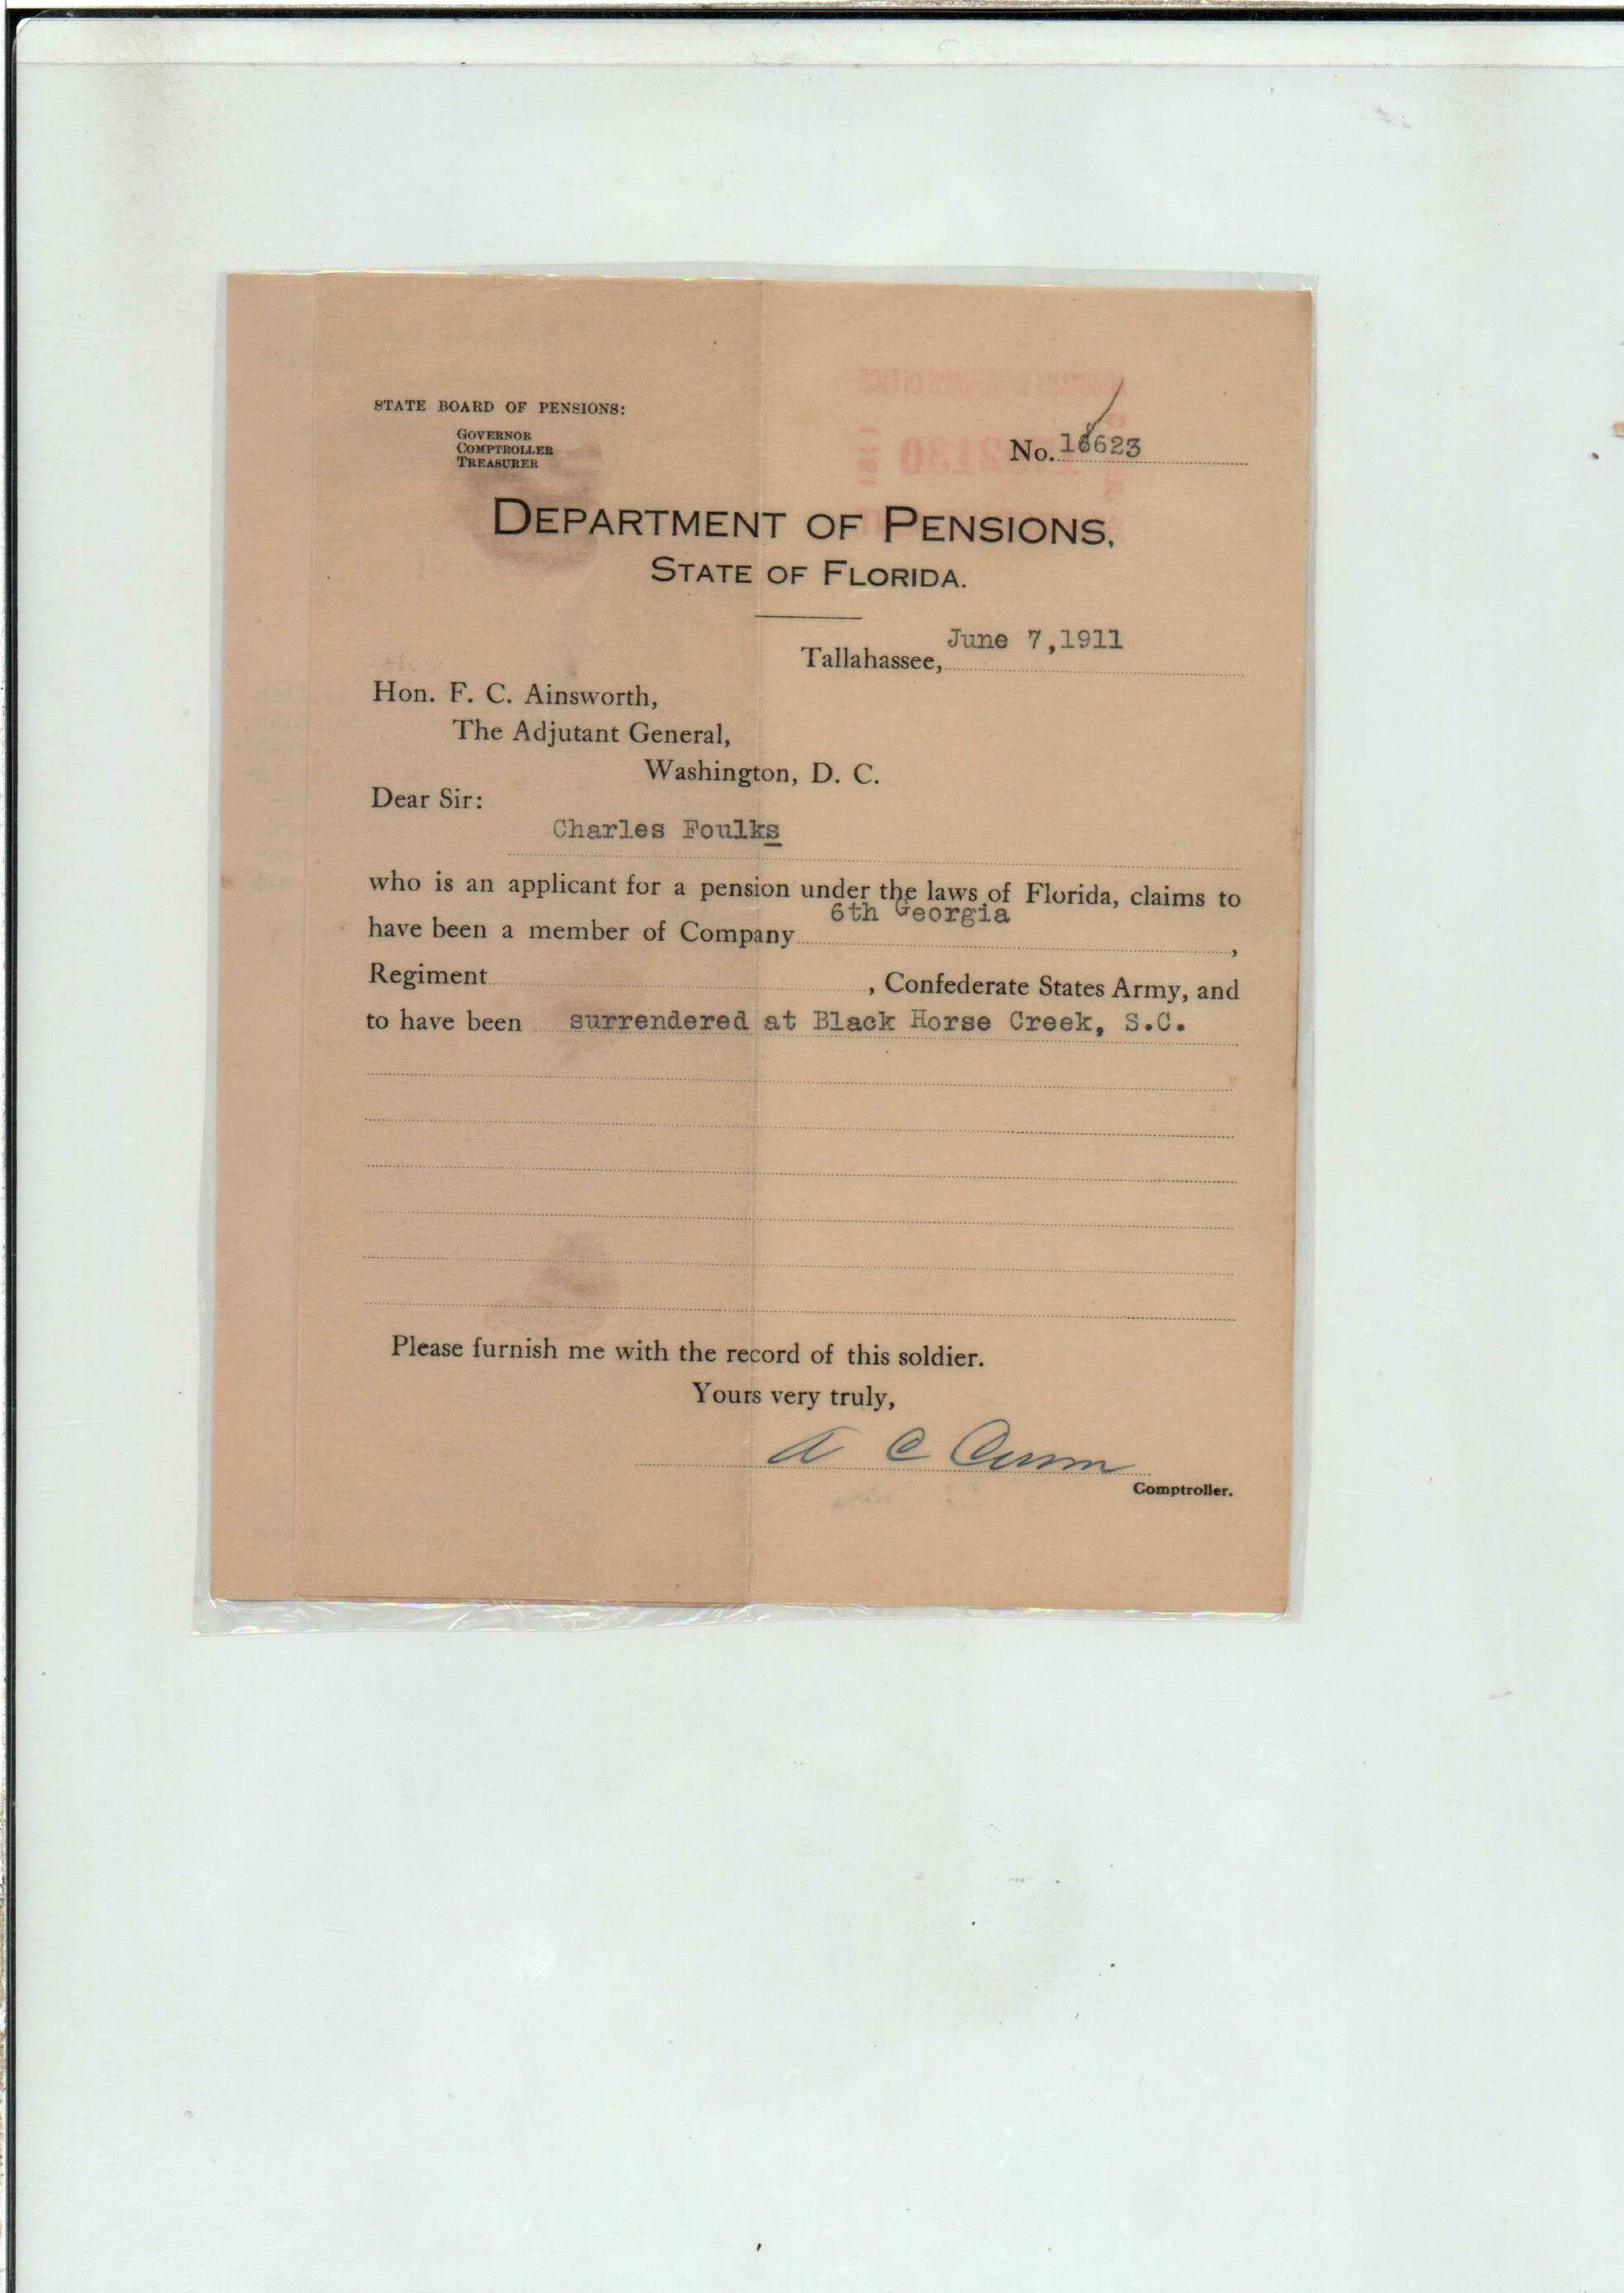 STATE BOARD OF PENSIONS:
GOVERNOR
COMPTROLLER
TREASURER
No. 18623
DEPARTMENT OF PENSIONS,
STATE OF FLORIDA.
June 7,1911
Tallahassee,
Hon. F. C. Ainsworth,
The Adjutant General,
Washington, D. C.
Dear Sir:
Charles Foulks
who is an applicant for a pension under the laws of Florida, claims to
6th Georgia
have been a member of Company ,
Regiment , Confederate States Army, and
to have been surrendered at Black Horse Creek, S.C.
Please furnish me with the record of this soldier.
Yours very truly,
A C Croom
Comptroller.